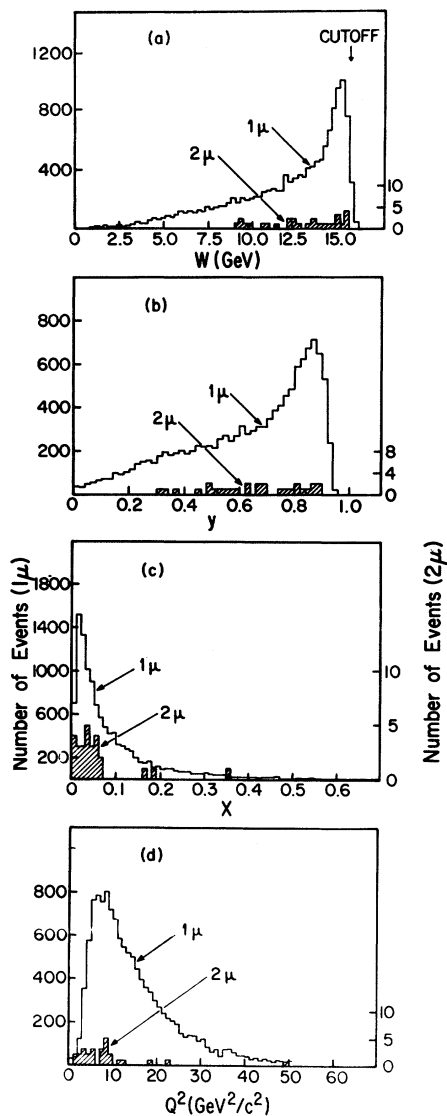 (a)
CUTOFF
1200
800
400
1μ
2μ
10
5
0
0 2.5 5.0 7.5 10.0 12.5 15.0
W (GeV)
(b)
800
600
400
200
1μ
2μ
8
4
0
0 0.2 0.4 0.6 0.8 1.0
y
Number of Events (1μ)
Number of Events (2μ)
(c)
1800
1400
1000
600
200
1μ
2μ
10
5
0
0 0.1 0.2 0.3 0.4 0.5 0.6
X
(d)
800
600
400
200
1μ
2μ
10
5
0
0 10 20 30 40 50 60
Q²(GeV²/c²)